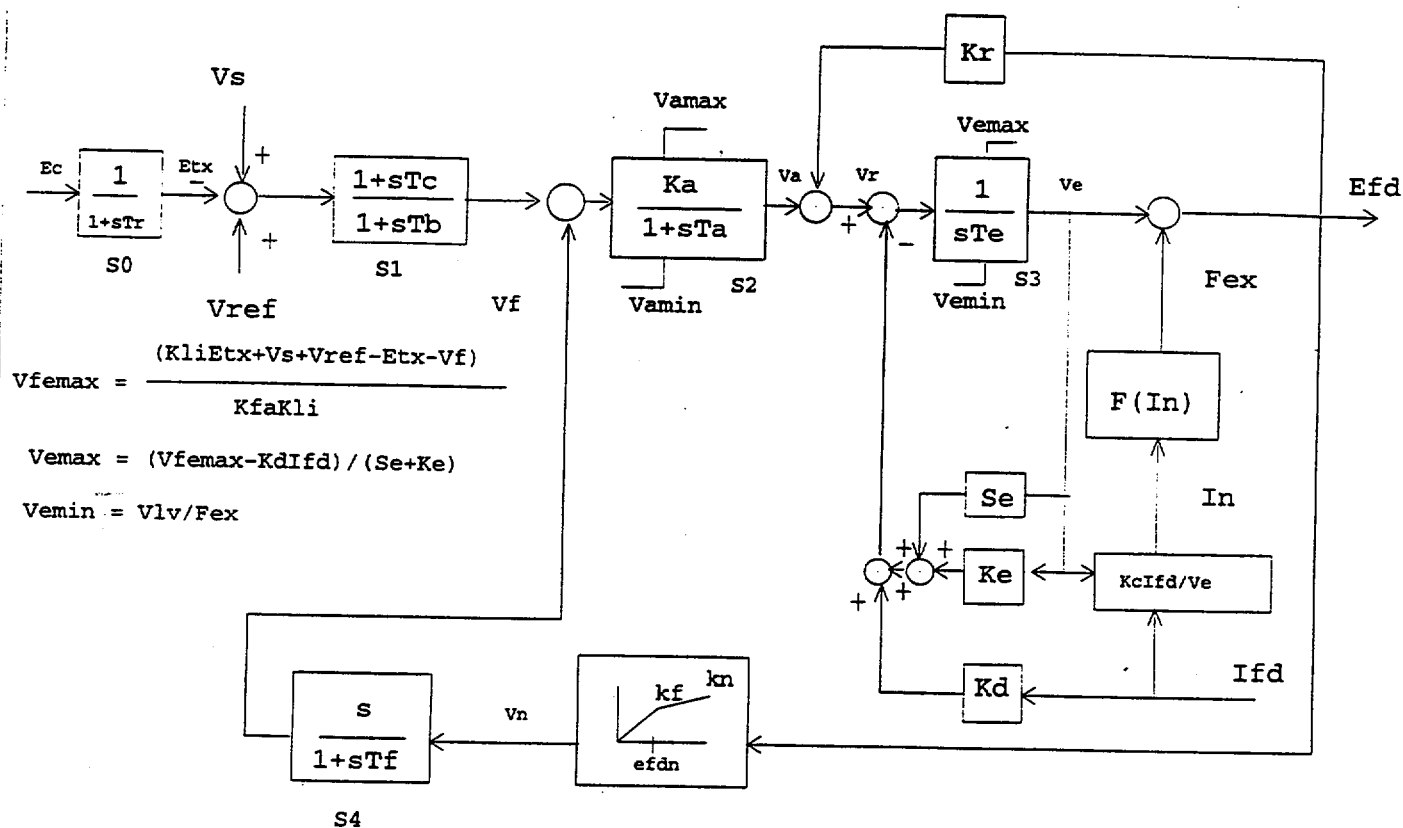 Kr
Vs
Vamax
Vemax
Ec
1
1+sTr
S0
Etx
-
+
+
Vref
1+sTc
1+sTb
S1
Vf
Ka
1+sTa
S2
Vamin
Va
+
Vr
-
1
sTe
S3
Vemin
Ve
Efd
Fex
F(In)
In
(KliEtx+Vs+Vref-Etx-Vf)
Vfemax =
KfaKli
Vemax = (Vfemax-KdIfd)/(Se+Ke)
Vemin = Vlv/Fex
Se
+
+
Ke
KcIfd/Ve
+
+
Kd
Ifd
s
1+sTf
S4
Vn
kf
kn
efdn